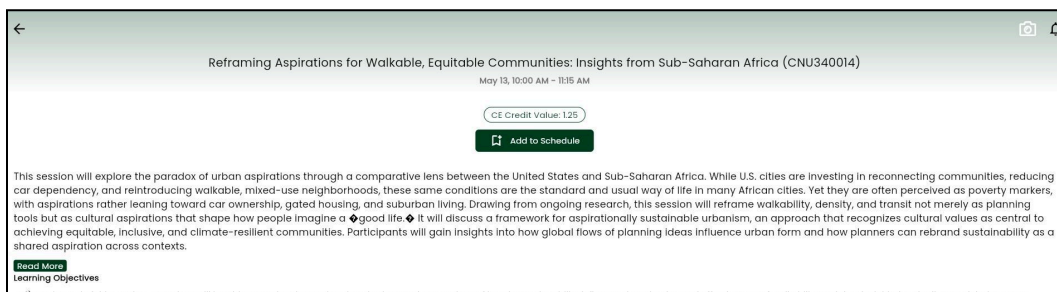 Reframing Aspirations for Walkable, Equitable Communities: Insights from Sub-Saharan Africa (CNU340014)
May 13, 10:00 AM - 11:15 AM
CE Credit Value: 1.25
Add to Schedule
This session will explore the paradox of urban aspirations through a comparative lens between the United States and Sub-Saharan Africa. While U.S. cities are investing in reconnecting communities, reducing
car dependency, and reintroducing walkable, mixed-use neighborhoods, these same conditions are the standard and usual way of life in many African cities. Yet they are often perceived as poverty markers,
with aspirations rather leaning toward car ownership, gated housing, and suburban living. Drawing from ongoing research, this session will reframe walkability, density, and transit not merely as planning
tools but as cultural aspirations that shape how people imagine a �good life.� It will discuss a framework for aspirationally sustainable urbanism, an approach that recognizes cultural values as central to
achieving equitable, inclusive, and climate-resilient communities. Participants will gain insights into how global flows of planning ideas influence urban form and how planners can rebrand sustainability as a
shared aspiration across contexts.
Read More
Learning Objectives